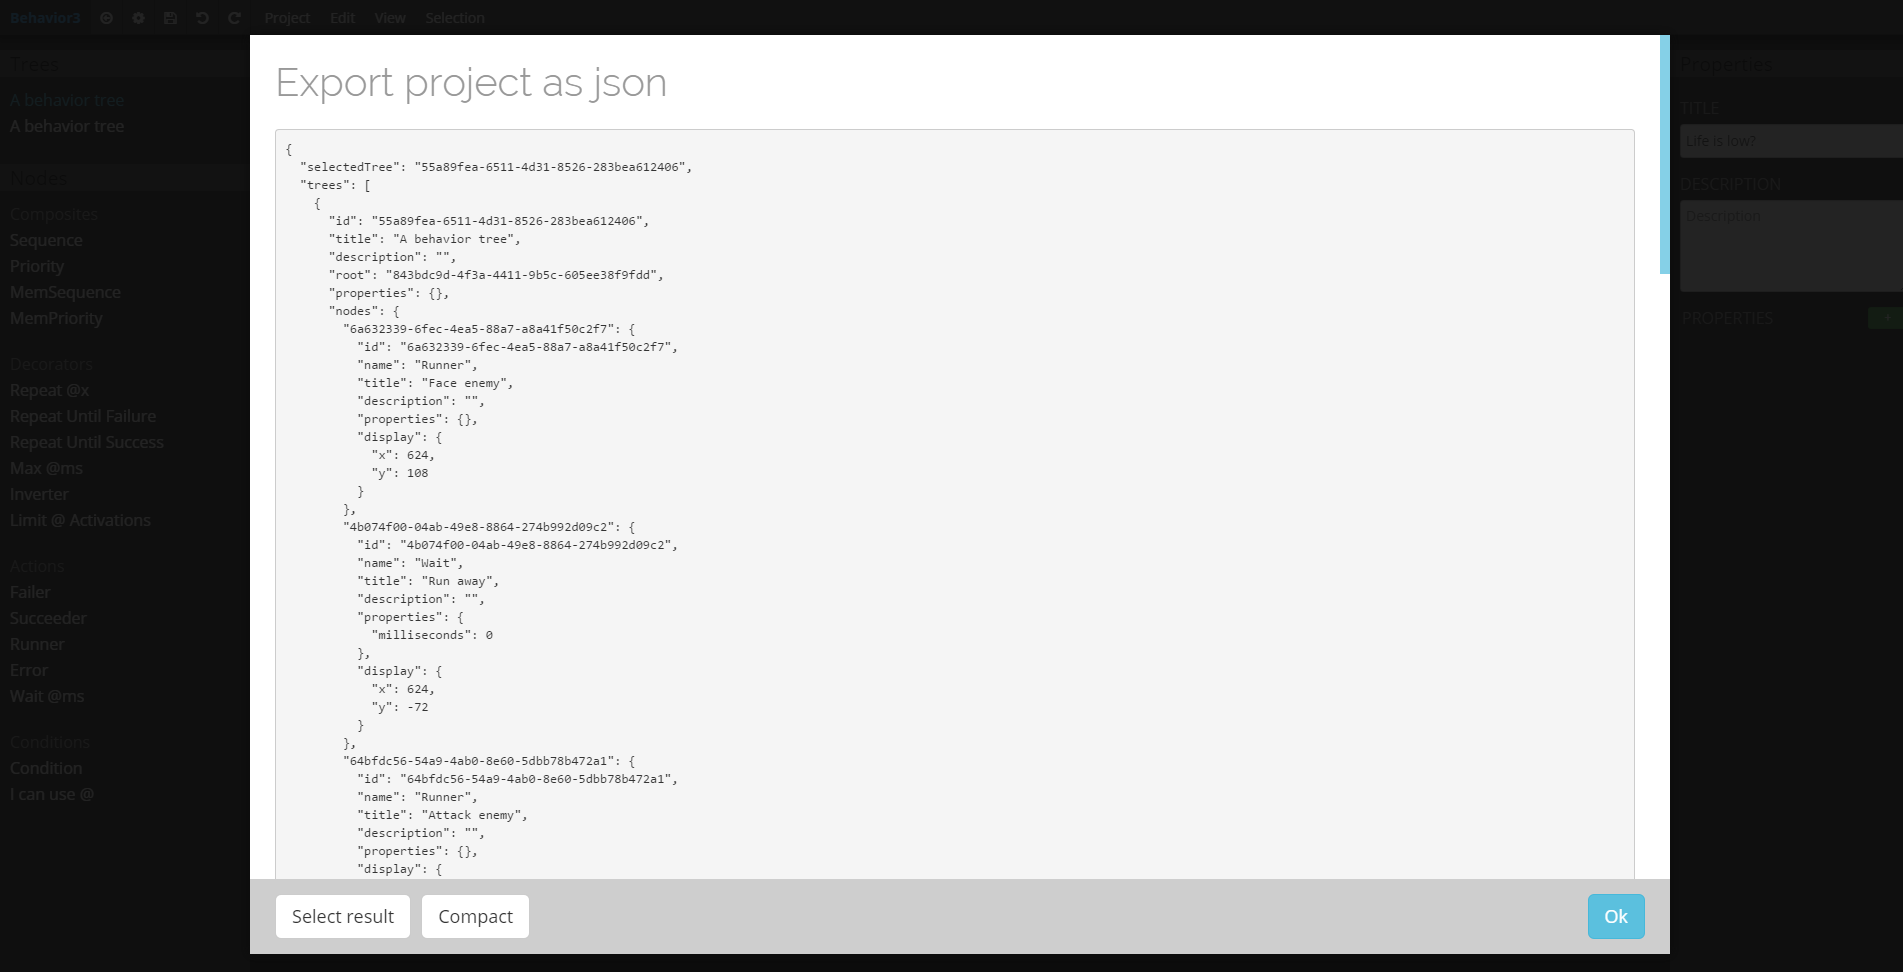 Behavior3 Project Edit View Selection
Trees
A behavior tree
A behavior tree
Nodes
Composites
Sequence
Priority
MemSequence
MemPriority
Decorators
Repeat @x
Repeat Until Failure
Repeat Until Success
Max @ms
Inverter
Limit @ Activations
Actions
Failer
Succeeder
Runner
Error
Wait @ms
Conditions
Condition
I can use @
Export project as json
{
"selectedTree": "55a89fea-6511-4d31-8526-283bea612406",
"trees": [
{
"id": "55a89fea-6511-4d31-8526-283bea612406",
"title": "A behavior tree",
"description": "",
"root": "843bdc9d-4f3a-4411-9b5c-605ee38f9fdd",
"properties": {},
"nodes": {
"6a632339-6fec-4ea5-88a7-a8a41f50c2f7": {
"id": "6a632339-6fec-4ea5-88a7-a8a41f50c2f7",
"name": "Runner",
"title": "Face enemy",
"description": "",
"properties": {},
"display": {
"x": 624,
"y": 108
}
},
"4b074f00-04ab-49e8-8864-274b992d09c2": {
"id": "4b074f00-04ab-49e8-8864-274b992d09c2",
"name": "Wait",
"title": "Run away",
"description": "",
"properties": {
"milliseconds": 0
},
"display": {
"x": 624,
"y": -72
}
},
"64bfdc56-54a9-4ab0-8e60-5dbb78b472a1": {
"id": "64bfdc56-54a9-4ab0-8e60-5dbb78b472a1",
"name": "Runner",
"title": "Attack enemy",
"description": "",
"properties": {},
"display": {
Select result
Compact
Ok
Properties
TITLE
Life is low?
DESCRIPTION
Description
PROPERTIES
+